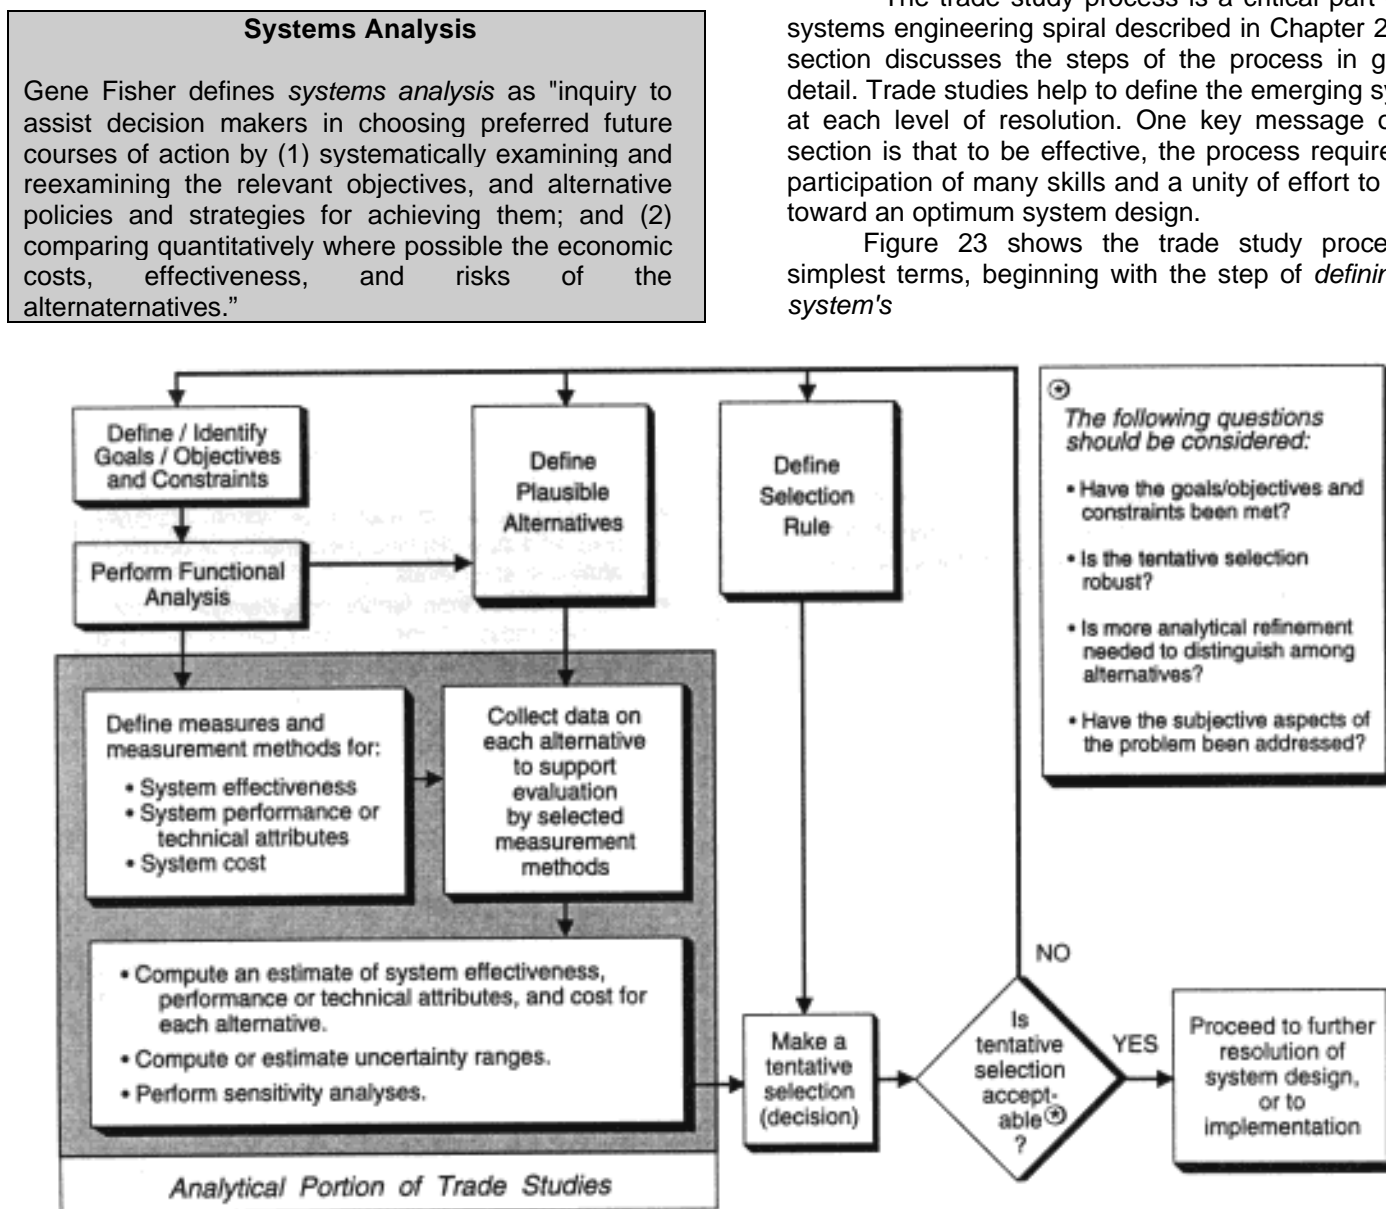 Systems Analysis
Gene Fisher defines systems analysis as "inquiry to
assist decision makers in choosing preferred future
courses of action by (1) systematically examining and
reexamining the relevant objectives, and alternative
policies and strategies for achieving them; and (2)
comparing quantitatively where possible the economic
costs, effectiveness, and risks of the
alternaternatives.”
The trade study process is a critical part
systems engineering spiral described in Chapter 2
section discusses the steps of the process in g
detail. Trade studies help to define the emerging sy
at each level of resolution. One key message o
section is that to be effective, the process require
participation of many skills and a unity of effort to
toward an optimum system design.
Figure 23 shows the trade study proce
simplest terms, beginning with the step of definin
system's
Define / Identify
Goals / Objectives
and Constraints
Perform Functional
Analysis
Define
Plausible
Alternatives
Define
Selection
Rule
The following questions
should be considered:
• Have the goals/objectives and
constraints been met?
• Is the tentative selection
robust?
• Is more analytical refinement
needed to distinguish among
alternatives?
• Have the subjective aspects of
the problem been addressed?
Define measures and
measurement methods for:
• System effectiveness
• System performance or
technical attributes
• System cost
Collect data on
each alternative
to support
evaluation
by selected
measurement
methods
• Compute an estimate of system effectiveness,
performance or technical attributes, and cost for
each alternative.
• Compute or estimate uncertainty ranges.
• Perform sensitivity analyses.
Analytical Portion of Trade Studies
Make a
tentative
selection
(decision)
Is
tentative
selection
accept-
able
?
NO
YES
Proceed to further
resolution of
system design,
or to
implementation